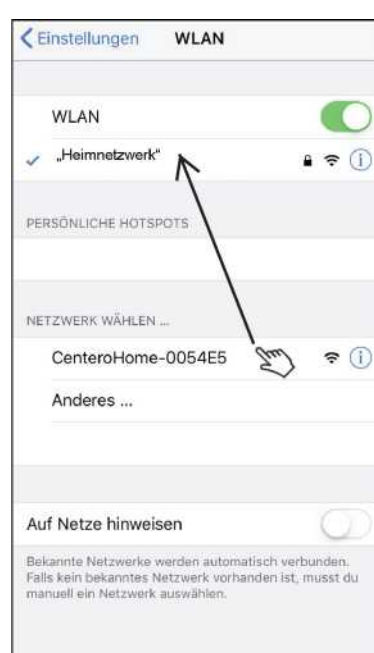 Einstellungen WLAN
WLAN
„Heimnetzwerk“
PERSÖNLICHE HOTSPOTS
NETZWERK WÄHLEN ...
CenteroHome-0054E5
Anderes ...
Auf Netze hinweisen
Bekannte Netzwerke werden automatisch verbunden.
Falls kein bekanntes Netzwerk vorhanden ist, musst du
manuell ein Netzwerk auswählen.